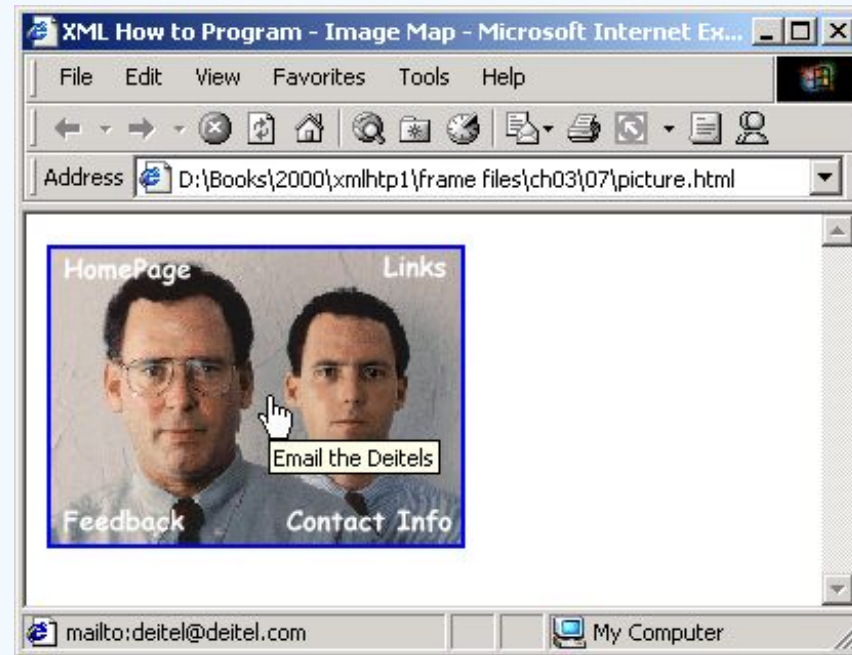 XML How to Program - Image Map - Microsoft Internet Ex...
File Edit View Favorites Tools Help
Address D:\Books\2000\xmlhtp1\frame files\ch03\07\picture.html
HomePage Links
Email the Deitels
Feedback Contact Info
mailto:deitel@deitel.com My Computer